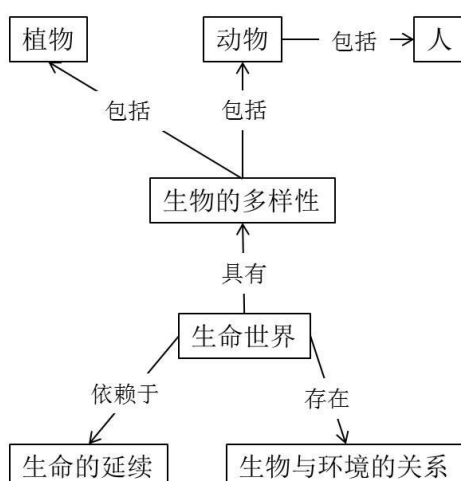 植物
动物
包括
人
包括
包括
生物的多样性
具有
生命世界
依赖于
存在
生命的延续
生物与环境的关系